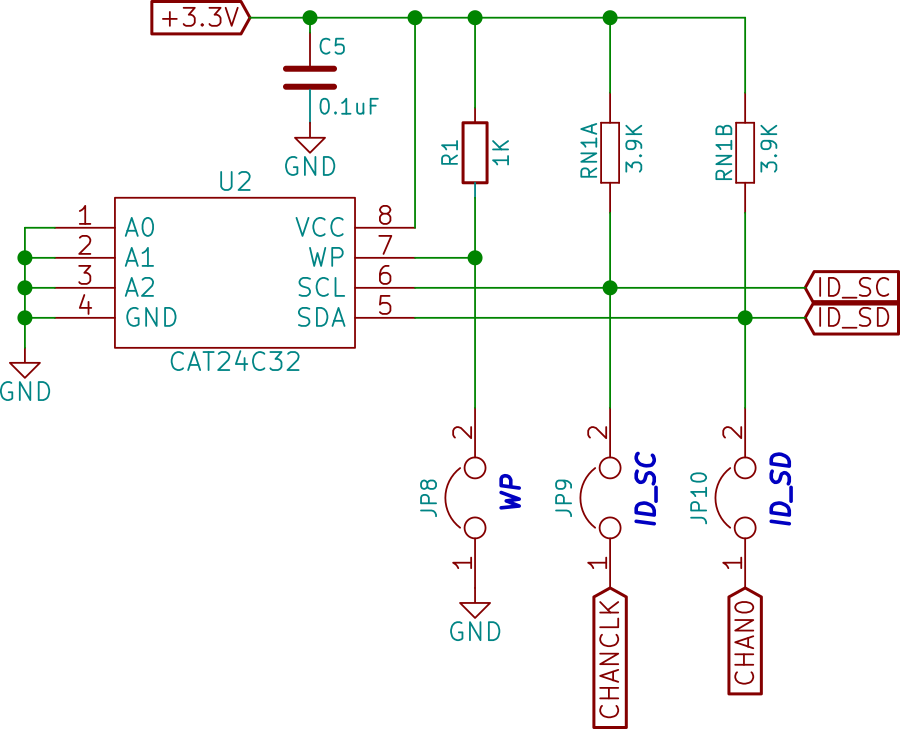 +3.3V
C5
0.1uF
GND
R1
1K
RN1A
3.9K
RN1B
3.9K
U2
1 A0 VCC 8
2 A1 WP 7
3 A2 SCL 6
4 GND SDA 5
CAT24C32
GND
ID_SC
ID_SD
2
2
2
JP8
WP
JP9
ID_SC
JP10
ID_SD
1
1
1
GND
CHANCLK
CHAN0